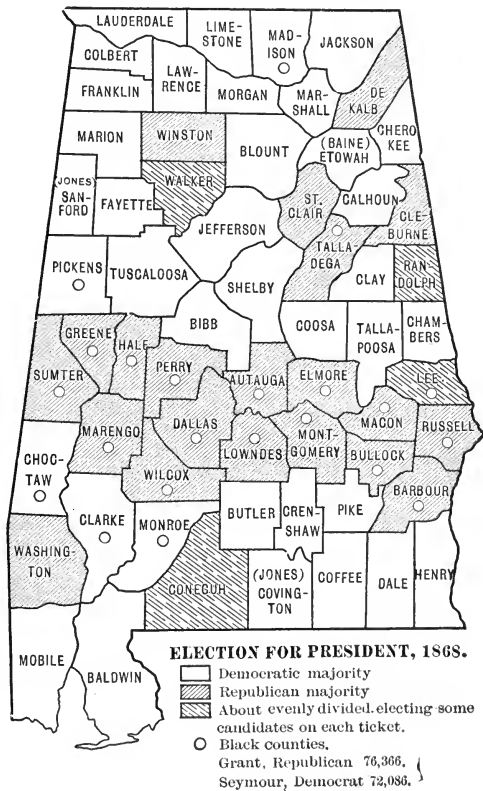 LAUDERDALE
LIME-
STONE
MAD-
ISON
JACKSON
COLBERT
LAW-
RENCE
FRANKLIN
MORGAN
MAR-
SHALL
DE
KALB
CHERO
KEE
MARION
WINSTON
BLOUNT
(BAINE)
ETOWAH
(JONES)
SAN-
FORD
FAYETTE
WALKER
JEFFERSON
ST.
CLAIR
CALHOUN
CLE-
BURNE
TALLA-
DEGA
PICKENS
TUSCALOOSA
SHELBY
CLAY
RAN-
DOLPH
BIBB
COOSA
TALLA-
POOSA
CHAM-
BERS
GREENE
HALE
SUMTER
PERRY
AUTAUGA
ELMORE
LEE
MACON
RUSSELL
MARENGO
DALLAS
LOWNDES
MONT-
GOMERY
BULLOCK
CHOC-
TAW
WILCOX
BARBOUR
CLARKE
MONROE
BUTLER
CREN-
SHAW
PIKE
WASHING-
TON
CONECUH
(JONES)
COVING-
TON
COFFEE
DALE
HENRY
MOBILE
BALDWIN
ELECTION FOR PRESIDENT, 1868.
Democratic majority
Republican majority
About evenly divided.electing some
candidates on each ticket.
Black counties.
Grant, Republican 76,366.
Seymour, Democrat 72,086.